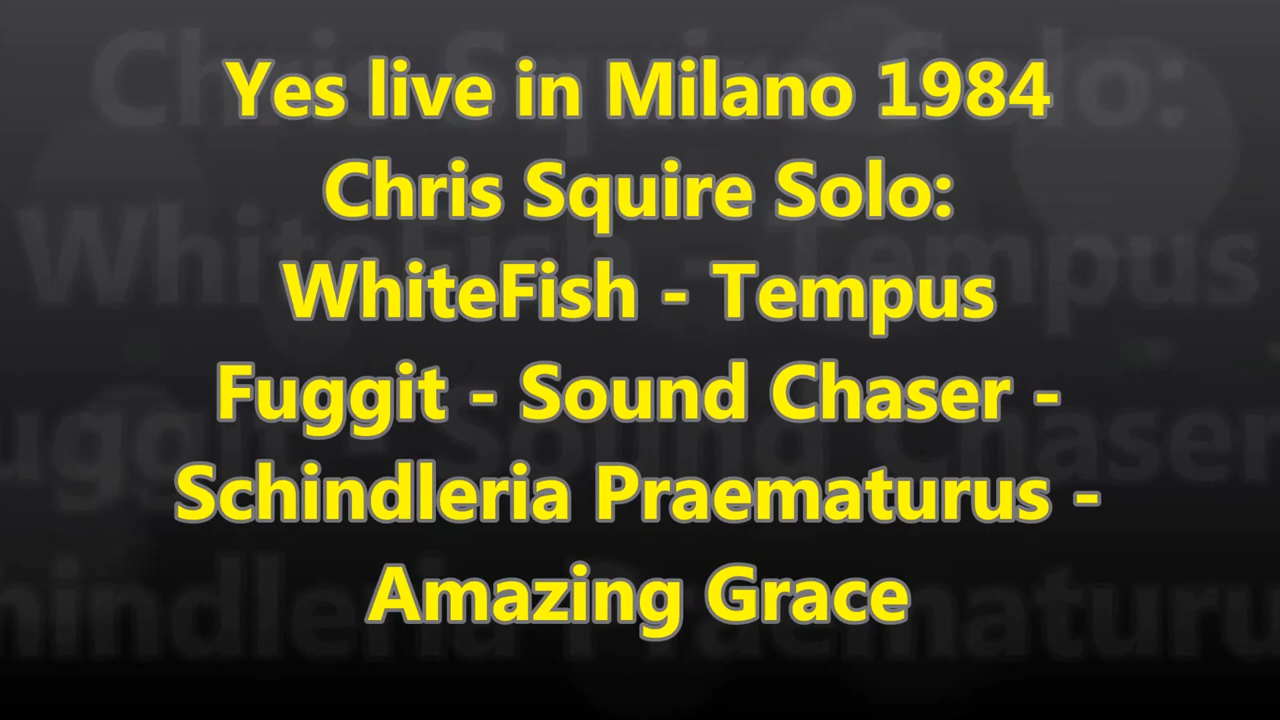 Yes live in Milano 1984
Chris Squire Solo:
WhiteFish - Tempus
Fuggit - Sound Chaser -
Schindleria Praematurus -
Amazing Grace